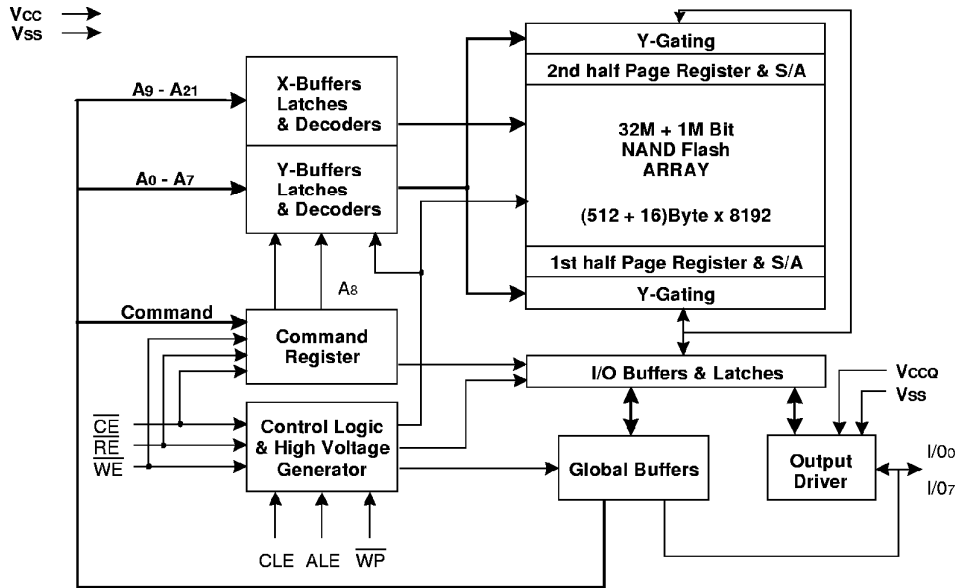 VCC
VSS
A9 - A21
X-Buffers
Latches
& Decoders
A0 - A7
Y-Buffers
Latches
& Decoders
Y-Gating
2nd half Page Register & S/A
32M + 1M Bit
NAND Flash
ARRAY
(512 + 16)Byte x 8192
1st half Page Register & S/A
Y-Gating
A8
Command
Command
Register
I/O Buffers & Latches
VCCQ
VSS
CE
RE
WE
Control Logic
& High Voltage
Generator
Global Buffers
Output
Driver
I/00
I/07
CLE
ALE
WP